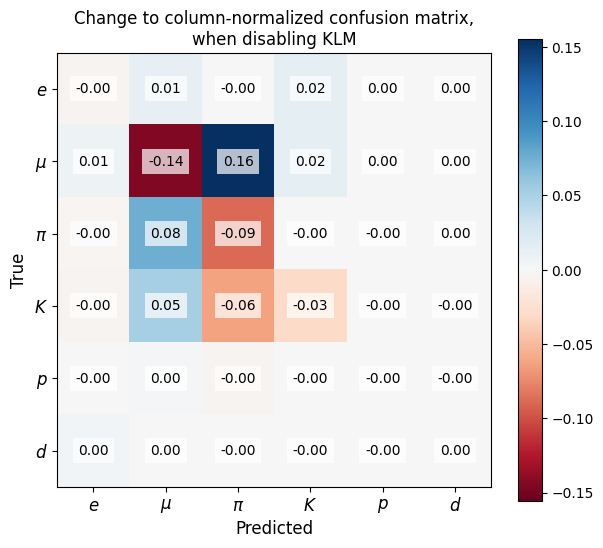 Change to column-normalized confusion matrix,
when disabling KLM
e -0.00 0.01 -0.00 0.02 0.00 0.00
μ 0.01 -0.14 0.16 0.02 0.00 0.00
π -0.00 0.08 -0.09 -0.00 -0.00 0.00
K -0.00 0.05 -0.06 -0.03 -0.00 -0.00
p -0.00 0.00 -0.00 -0.00 -0.00 -0.00
d 0.00 0.00 -0.00 -0.00 -0.00 0.00
e μ π K p d
Predicted
True
0.15
0.10
0.05
0.00
−0.05
−0.10
−0.15